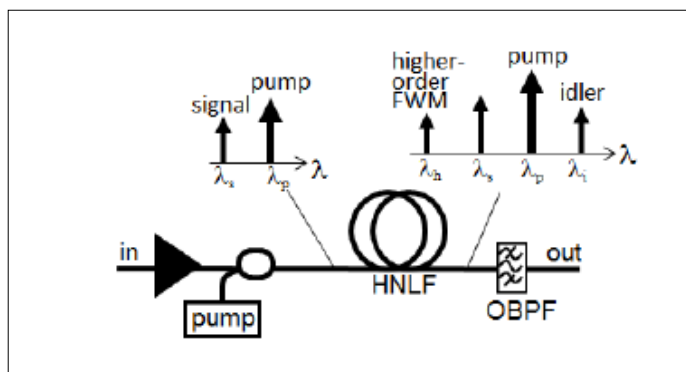 higher-
order
FWM
pump
idler
signal
pump
λh
λs
λp
λi
λ
λs
λp
λ
in
pump
HNLF
OBPF
out